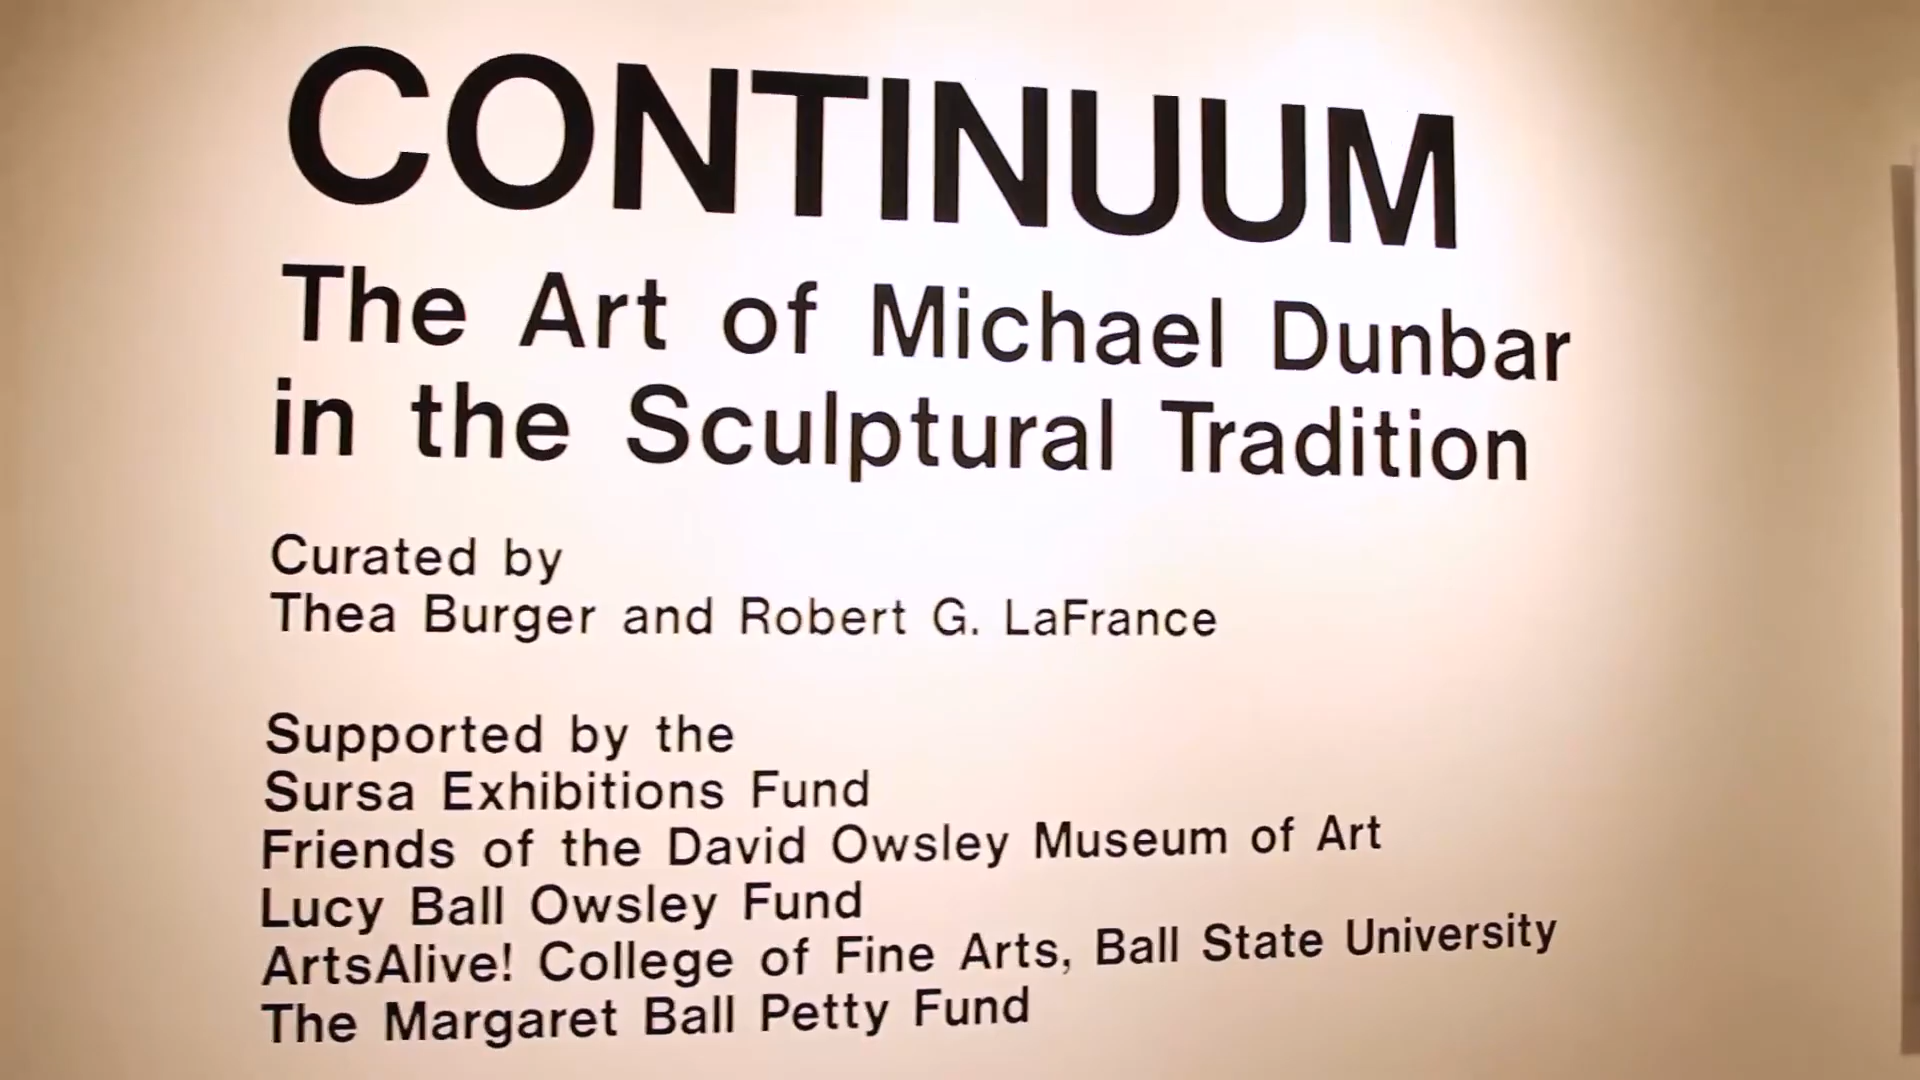 CONTINUUM
The Art of Michael Dunbar
in the Sculptural Tradition
Curated by
Thea Burger and Robert G. LaFrance
Supported by the
Sursa Exhibitions Fund
Friends of the David Owsley Museum of Art
Lucy Ball Owsley Fund
ArtsAlive! College of Fine Arts, Ball State University
The Margaret Ball Petty Fund